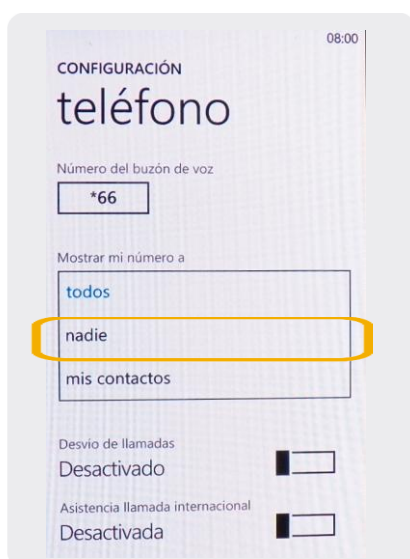 08:00
CONFIGURACIÓN
teléfono
Número del buzón de voz
*66
Mostrar mi número a
todos
nadie
mis contactos
Desvio de llamadas
Desactivado
Asistencia llamada internacional
Desactivada